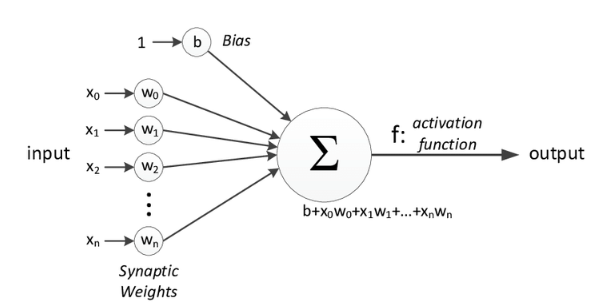 1 b Bias
x₀ w₀
x₁ w₁
x₂ w₂
xₙ wₙ
input
Synaptic
Weights
Σ
b+x₀w₀+x₁w₁+...+xₙwₙ
f: activation
function
output